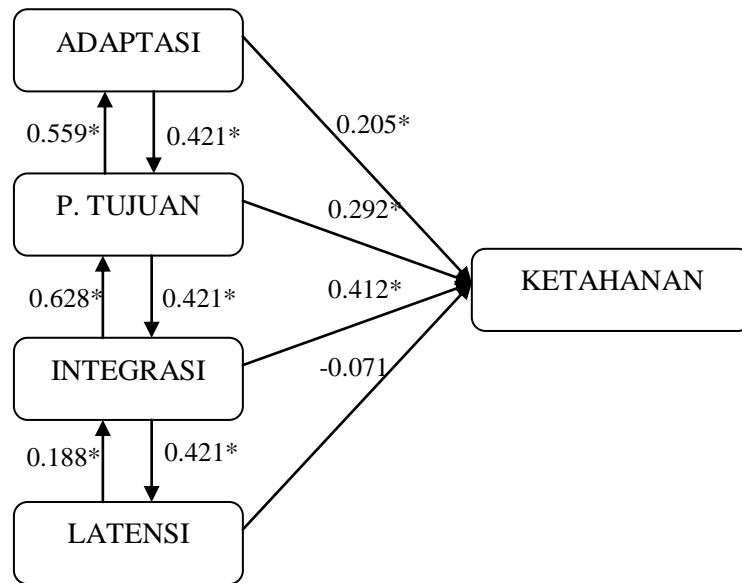 ADAPTASI
0.559*
0.421*
0.205*
P. TUJUAN
0.292*
KETAHANAN
0.628*
0.421*
0.412*
INTEGRASI
-0.071
0.188*
0.421*
LATENSI